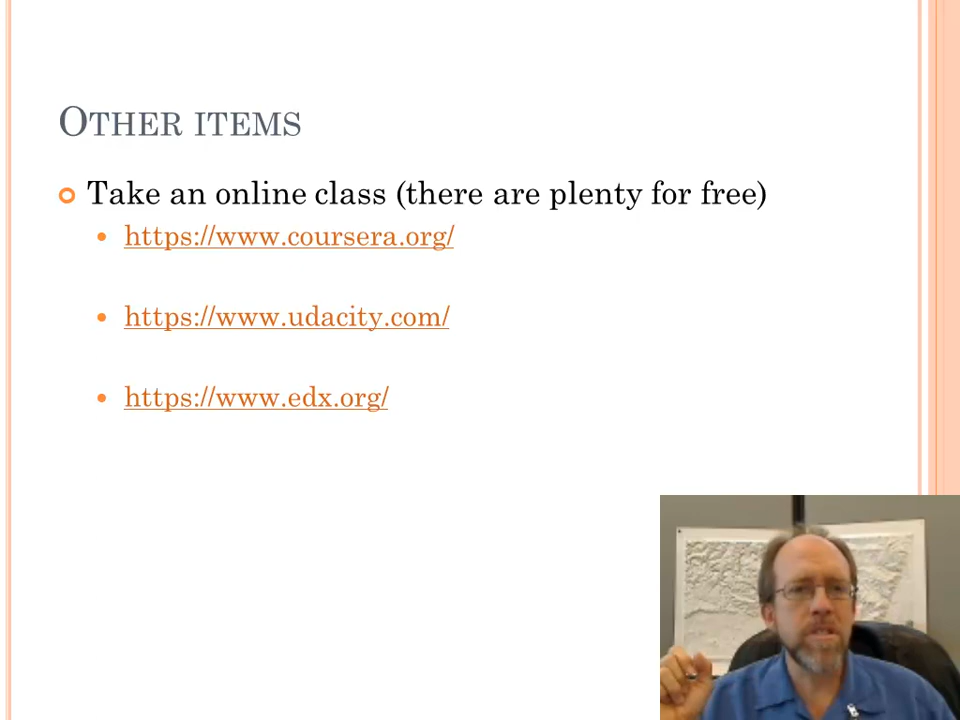 Other items
Take an online class (there are plenty for free)
https://www.coursera.org/
https://www.udacity.com/
https://www.edx.org/